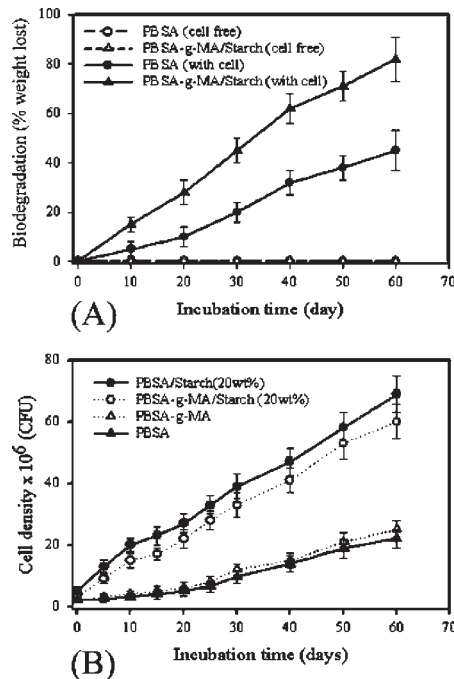 (A)
Biodegradation (% weight lost)
100
80
60
40
20
0
PBSA (cell free)
PBSA-g-MA/Starch (cell free)
PBSA (with cell)
PBSA-g-MA/Starch (with cell)
0 10 20 30 40 50 60 70
Incubation time (day)
(B)
Cell density x 10⁶ (CFU)
80
60
40
20
0
PBSA/Starch(20wt%)
PBSA-g-MA/Starch (20wt%)
PBSA-g-MA
PBSA
0 10 20 30 40 50 60 70
Incubation time (days)